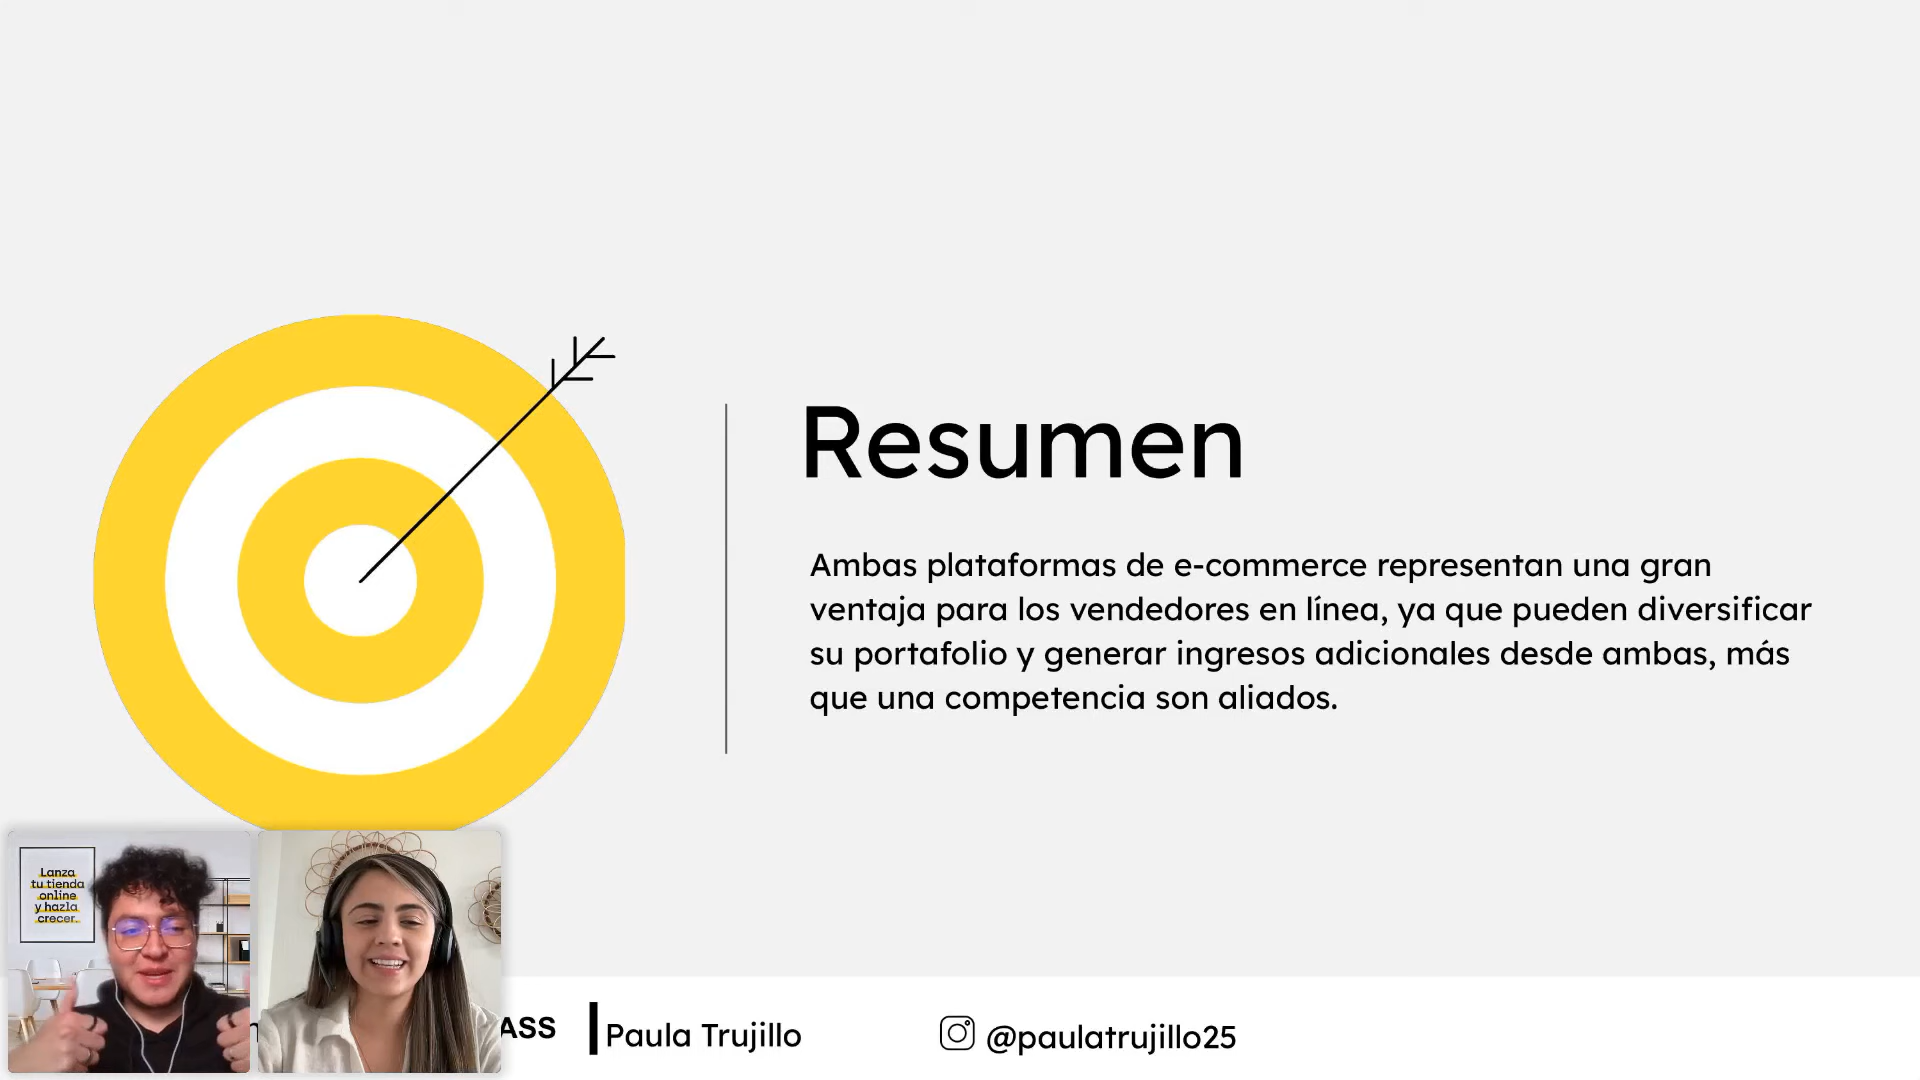 Resumen
Ambas plataformas de e-commerce representan una gran
ventaja para los vendedores en línea, ya que pueden diversificar
su portafolio y generar ingresos adicionales desde ambas, más
que una competencia son aliados.
Lanza
tu tienda
online
y hazla
crecer.
ASS
Paula Trujillo
@paulatrujillo25